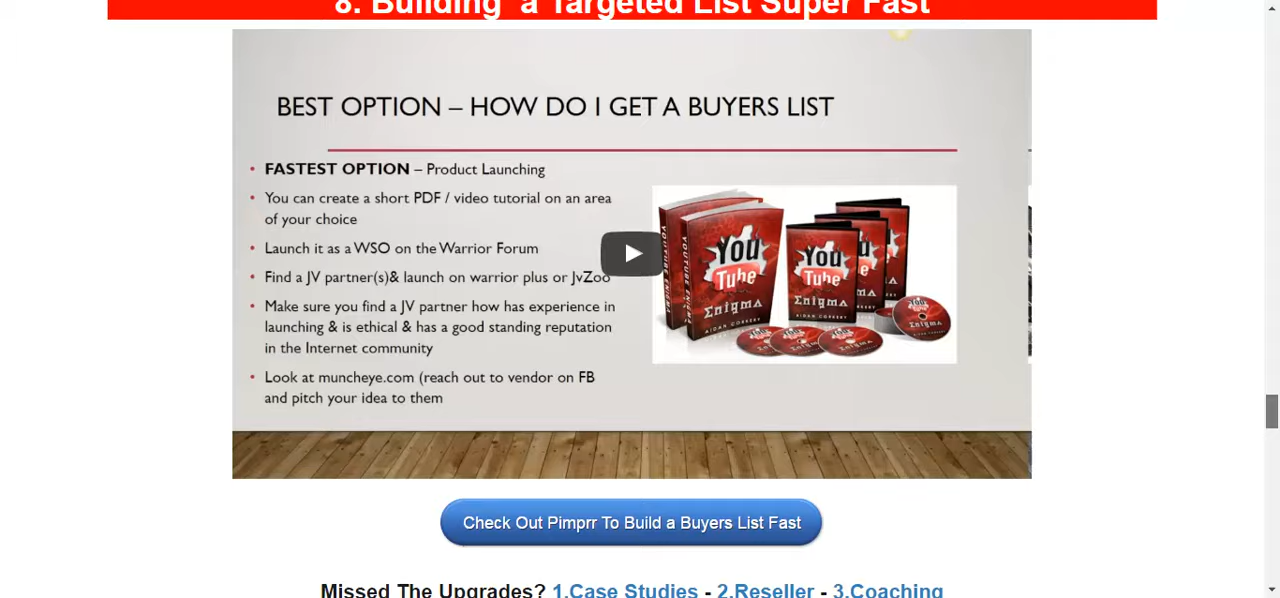 8. Building a Targeted List Super Fast
BEST OPTION – HOW DO I GET A BUYERS LIST
• FASTEST OPTION – Product Launching
• You can create a short PDF / video tutorial on an area
of your choice
• Launch it as a WSO on the Warrior Forum
• Find a JV partner(s)& launch on warrior plus or JvZoo
• Make sure you find a JV partner how has experience in
launching & is ethical & has a good standing reputation
in the Internet community
• Look at muncheye.com (reach out to vendor on FB
and pitch your idea to them
You
Tube
Enigma
You
Tube
Enigma
Check Out Pimprr To Build a Buyers List Fast
Missed The Upgrades? 1.Case Studies - 2.Reseller - 3.Coaching